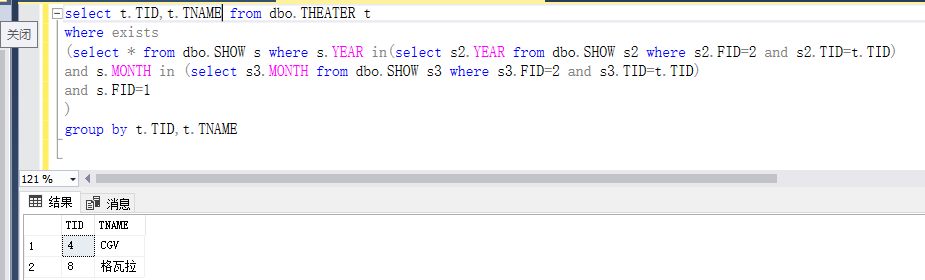 select t.TID,t.TNAME from dbo.THEATER t
关闭
where exists
(select * from dbo.SHOW s where s.YEAR in(select s2.YEAR from dbo.SHOW s2 where s2.FID=2 and s2.TID=t.TID)
and s.MONTH in (select s3.MONTH from dbo.SHOW s3 where s3.FID=2 and s3.TID=t.TID)
and s.FID=1
)
group by t.TID,t.TNAME
121 %
结果 消息
TID TNAME
1 4 CGV
2 8 格瓦拉